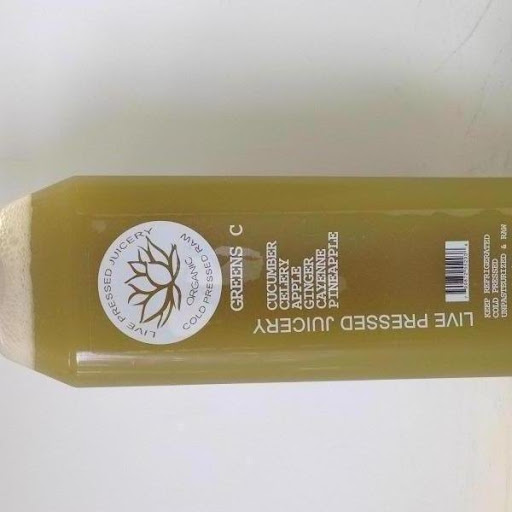 LIVE PRESSED JUICERY
ORGANIC
COLD PRESSED RAW
GREENS C
CUCUMBER
CELERY
APPLE
GINGER
CAYENNE
PINEAPPLE
LIVE PRESSED JUICERY
KEEP REFRIGERATED
COLD PRESSED
UNPASTEURIZED & RAW